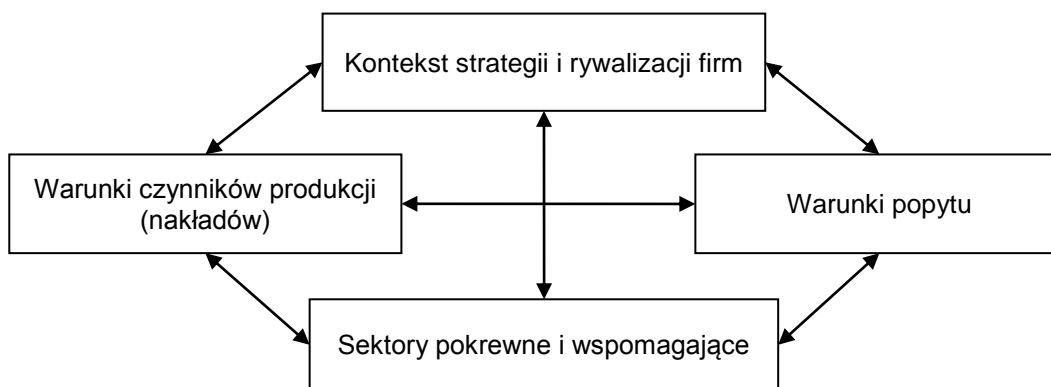 Kontekst strategii i rywalizacji firm
Warunki czynników produkcji
(nakładów)
Warunki popytu
Sektory pokrewne i wspomagające